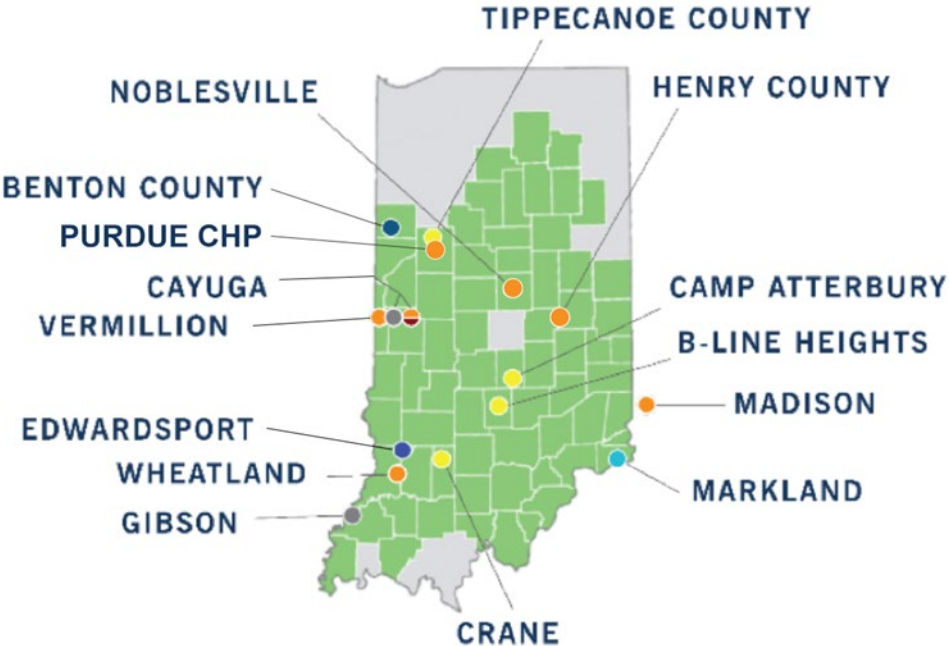 TIPPECANOE COUNTY
NOBLESVILLE
HENRY COUNTY
BENTON COUNTY
PURDUE CHP
CAYUGA
CAMP ATTERBURY
VERMILLION
B-LINE HEIGHTS
MADISON
EDWARDSPORT
WHEATLAND
MARKLAND
GIBSON
CRANE